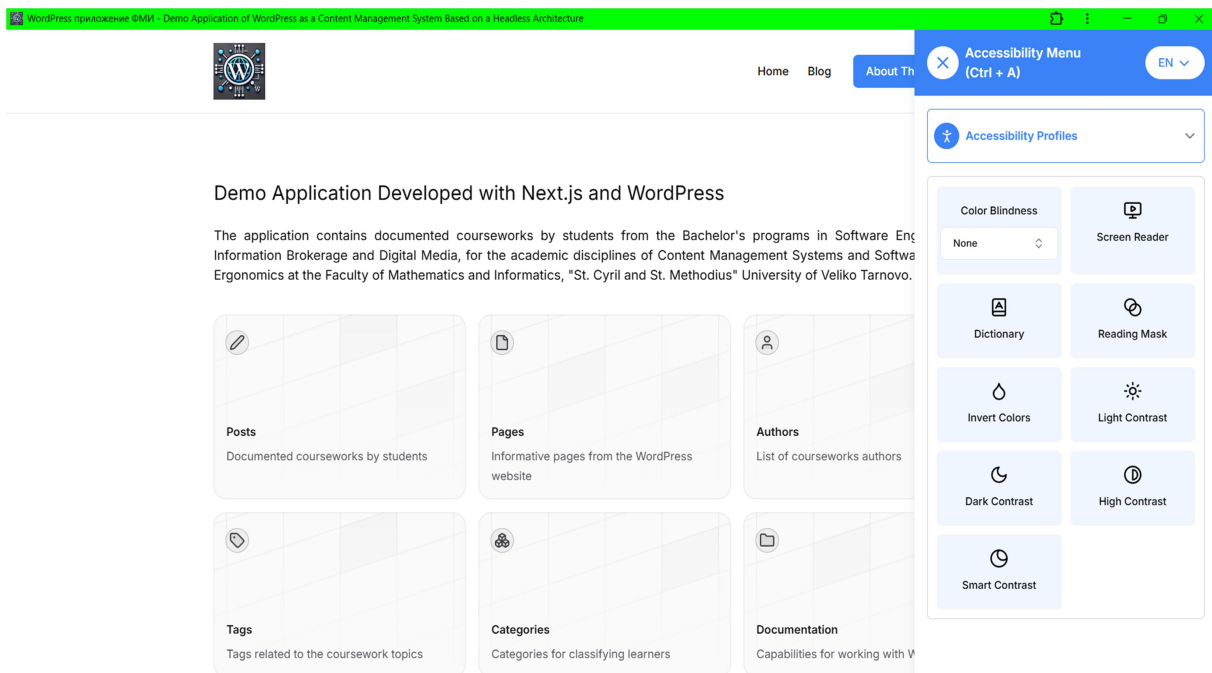 WordPress приложение ФМИ - Demo Application of WordPress as a Content Management System Based on a Headless Architecture
Home
Blog
About Th
Accessibility Menu
(Ctrl + A)
EN
Accessibility Profiles
Demo Application Developed with Next.js and WordPress
The application contains documented courseworks by students from the Bachelor's programs in Software Eng
Information Brokerage and Digital Media, for the academic disciplines of Content Management Systems and Softwa
Ergonomics at the Faculty of Mathematics and Informatics, "St. Cyril and St. Methodius" University of Veliko Tarnovo.
Posts
Documented courseworks by students
Pages
Informative pages from the WordPress
website
Authors
List of courseworks authors
Tags
Tags related to the coursework topics
Categories
Categories for classifying learners
Documentation
Capabilities for working with W
Color Blindness
None
Screen Reader
Dictionary
Reading Mask
Invert Colors
Light Contrast
Dark Contrast
High Contrast
Smart Contrast